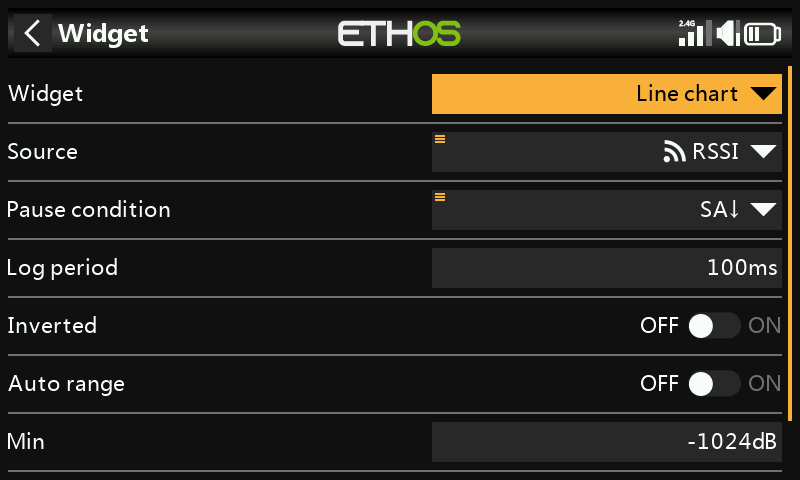 Widget
ETHOS
2.4G
Widget Line chart
Source RSSI
Pause condition SA↓
Log period 100ms
Inverted OFF ON
Auto range OFF ON
Min -1024dB